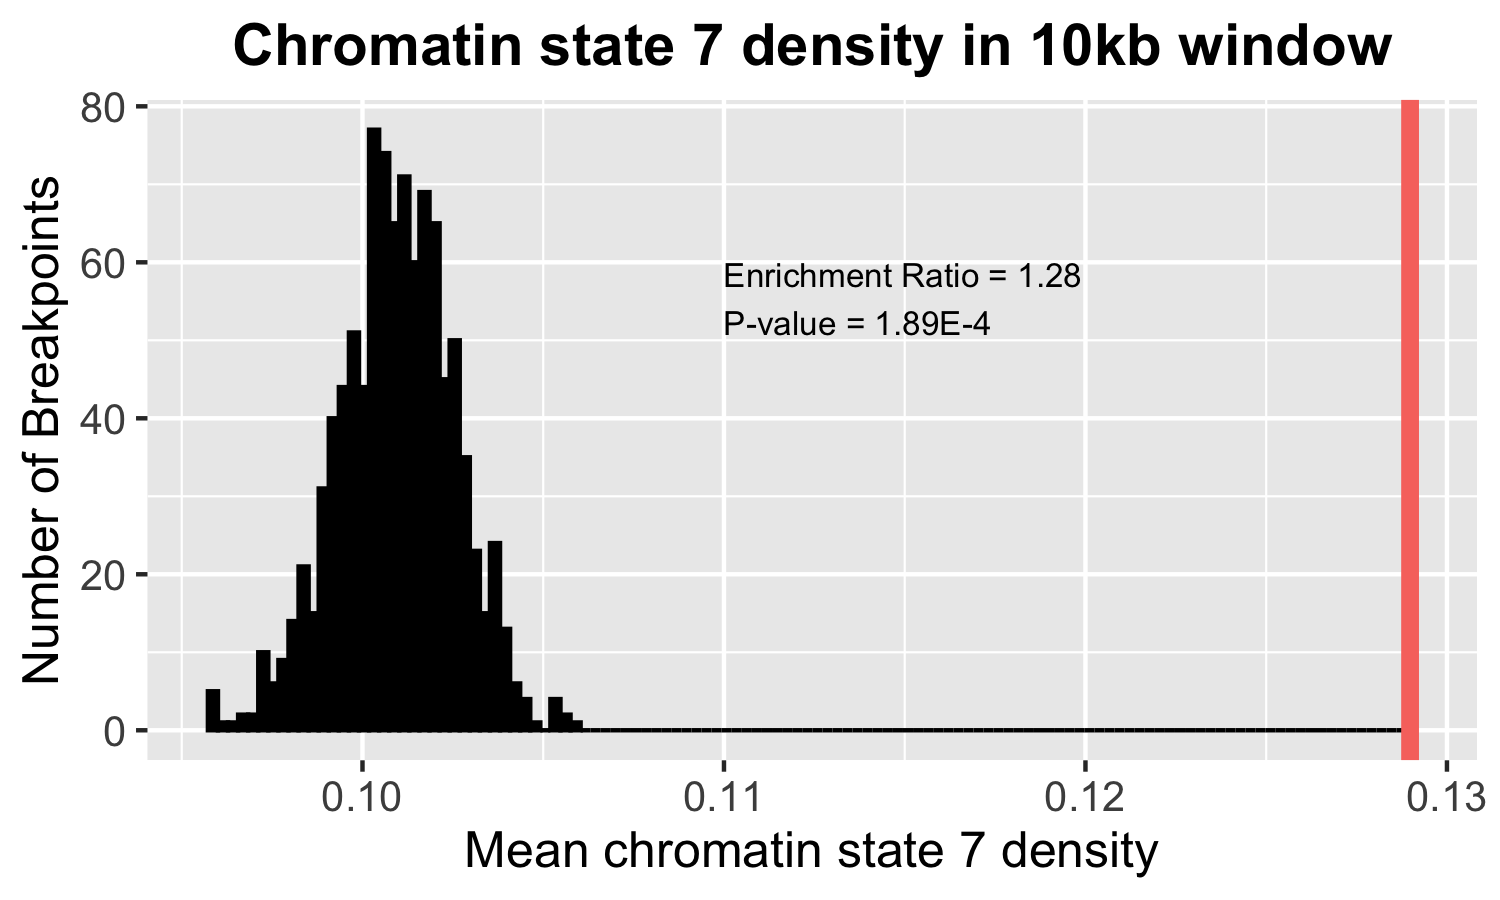 Chromatin state 7 density in 10kb window
Number of Breakpoints
80
60
40
20
0
Enrichment Ratio = 1.28
P-value = 1.89E-4
0.10
0.11
0.12
0.13
Mean chromatin state 7 density